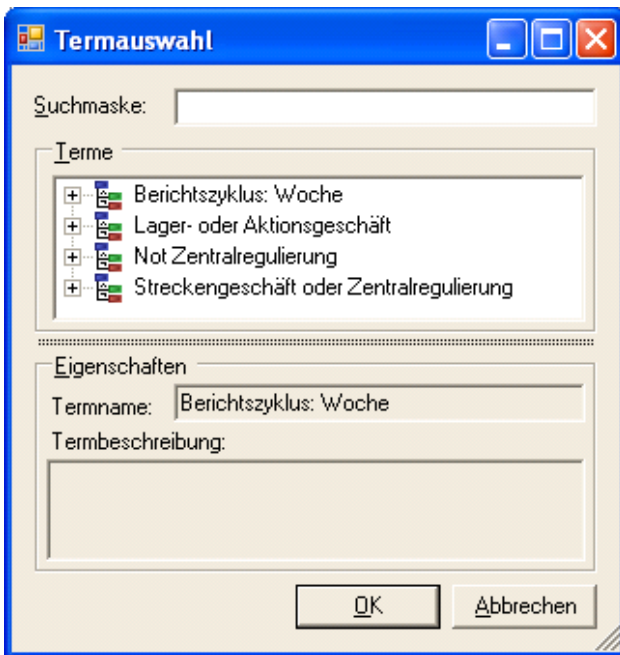 Termauswahl
Suchmaske:
Terme
Berichtszyklus: Woche
Lager- oder Aktionsgeschäft
Not Zentralregulierung
Streckengeschäft oder Zentralregulierung
Eigenschaften
Termname: Berichtszyklus: Woche
Termbeschreibung:
OK Abbrechen